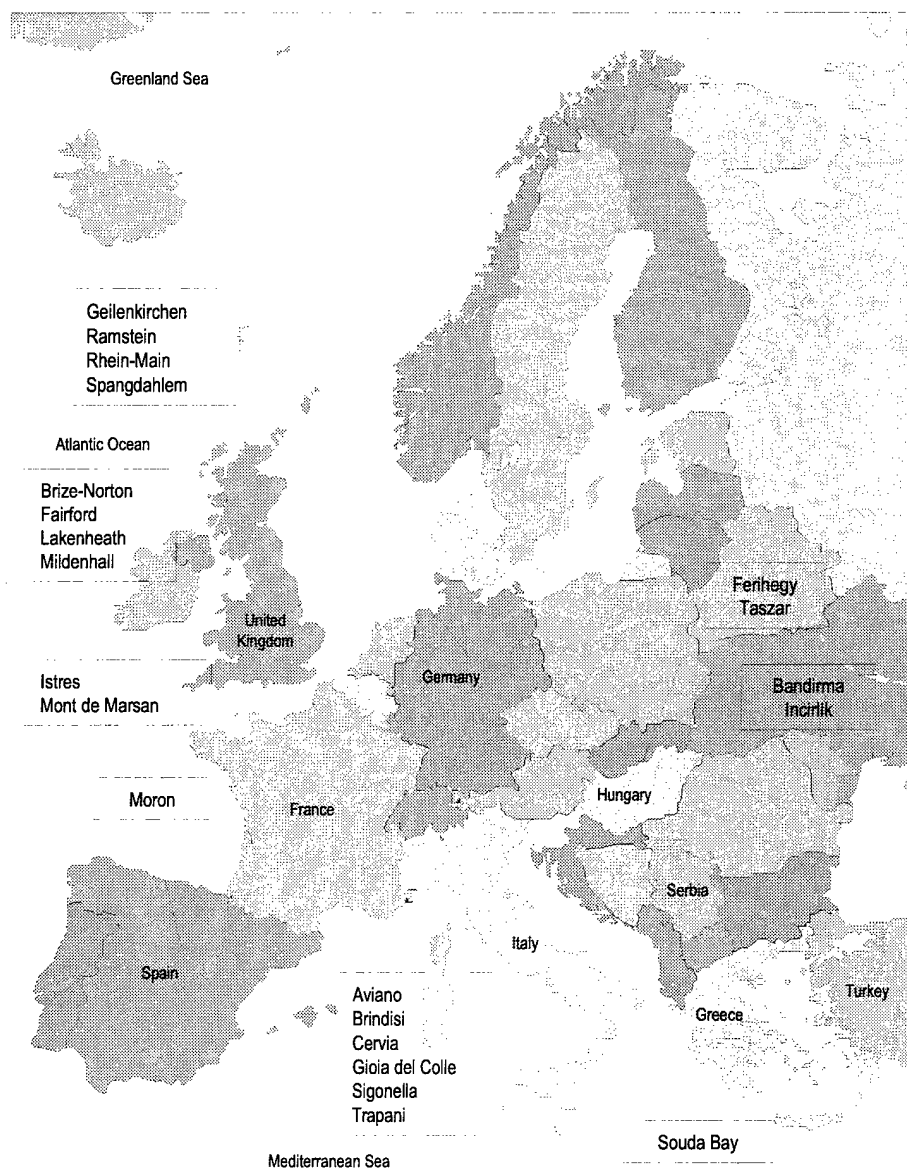 Greenland Sea
Geilenkirchen
Ramstein
Rhein-Main
Spangdahlem
Atlantic Ocean
Brize-Norton
Fairford
Lakenheath
Mildenhall
Ferihegy
Taszar
United
Kingdom
Istres
Mont de Marsan
Germany
Bandirma
Incirlik
Moron
France
Hungary
Serbia
Spain
Italy
Aviano
Brindisi
Cervia
Gioia del Colle
Sigonella
Trapani
Greece
Turkey
Souda Bay
Mediterranean Sea